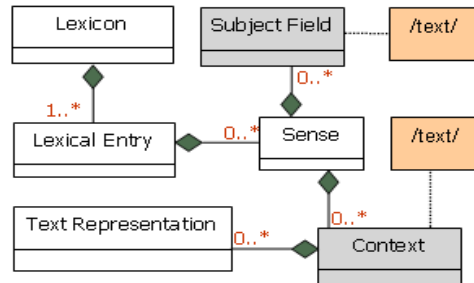 Lexicon
Subject Field
/text/
0..*
1..*
Lexical Entry
0..*
Sense
/text/
0..*
Text Representation
0..*
Context